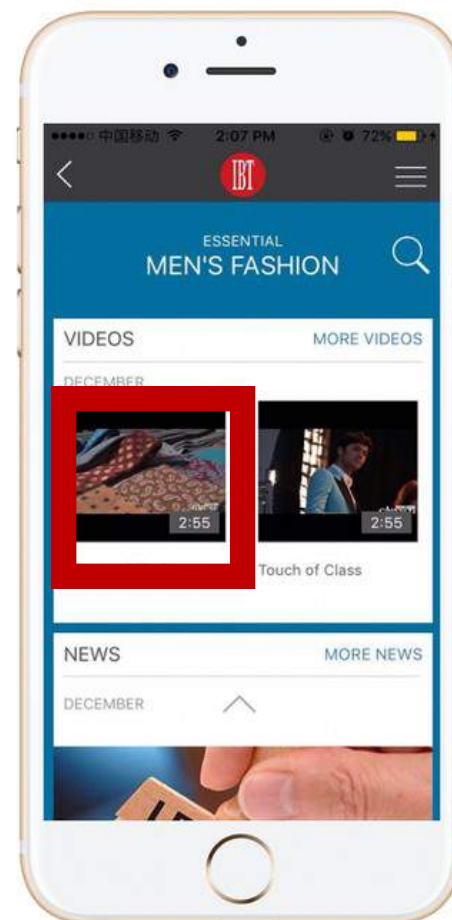 中国移动 2:07 PM 72%
IBT
ESSENTIAL
MEN'S FASHION
VIDEOS MORE VIDEOS
DECEMBER
2:55 2:55
Touch of Class
NEWS MORE NEWS
DECEMBER